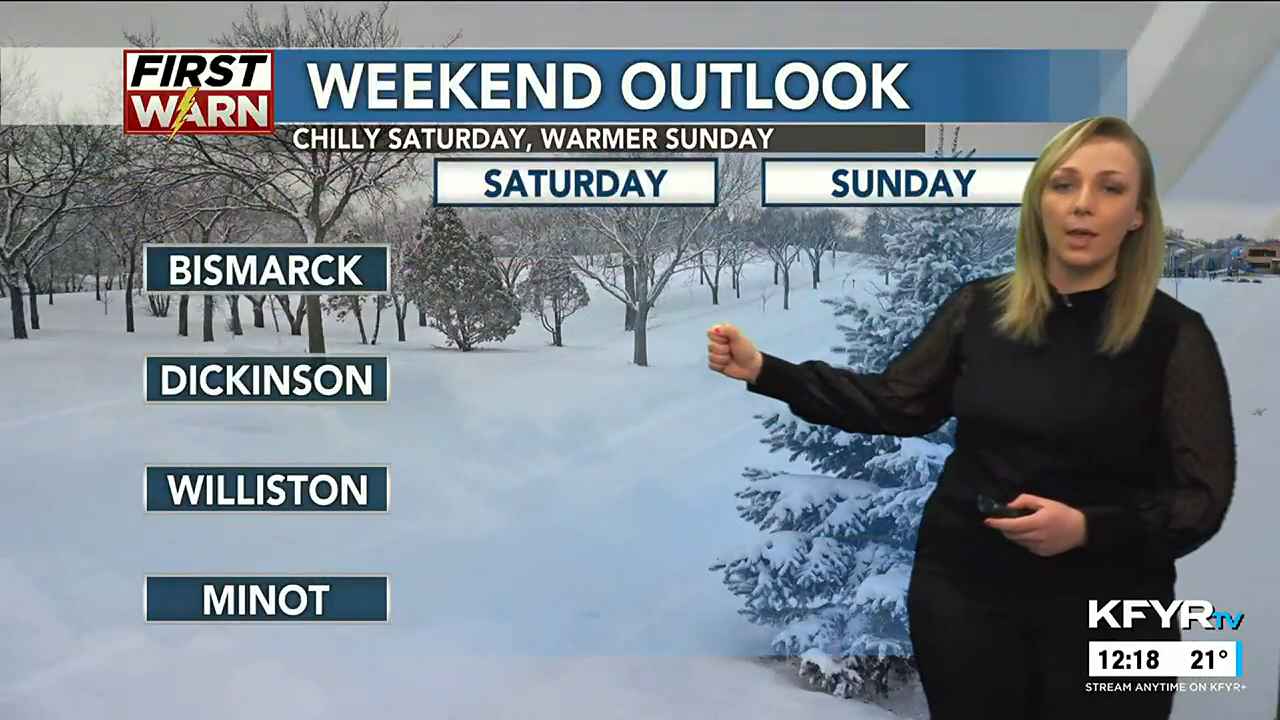 FIRST
WARN
WEEKEND OUTLOOK
CHILLY SATURDAY, WARMER SUNDAY
SATURDAY
SUNDAY
BISMARCK
DICKINSON
WILLISTON
MINOT
KFYRTV
12:18 21°
STREAM ANYTIME ON KFYR+